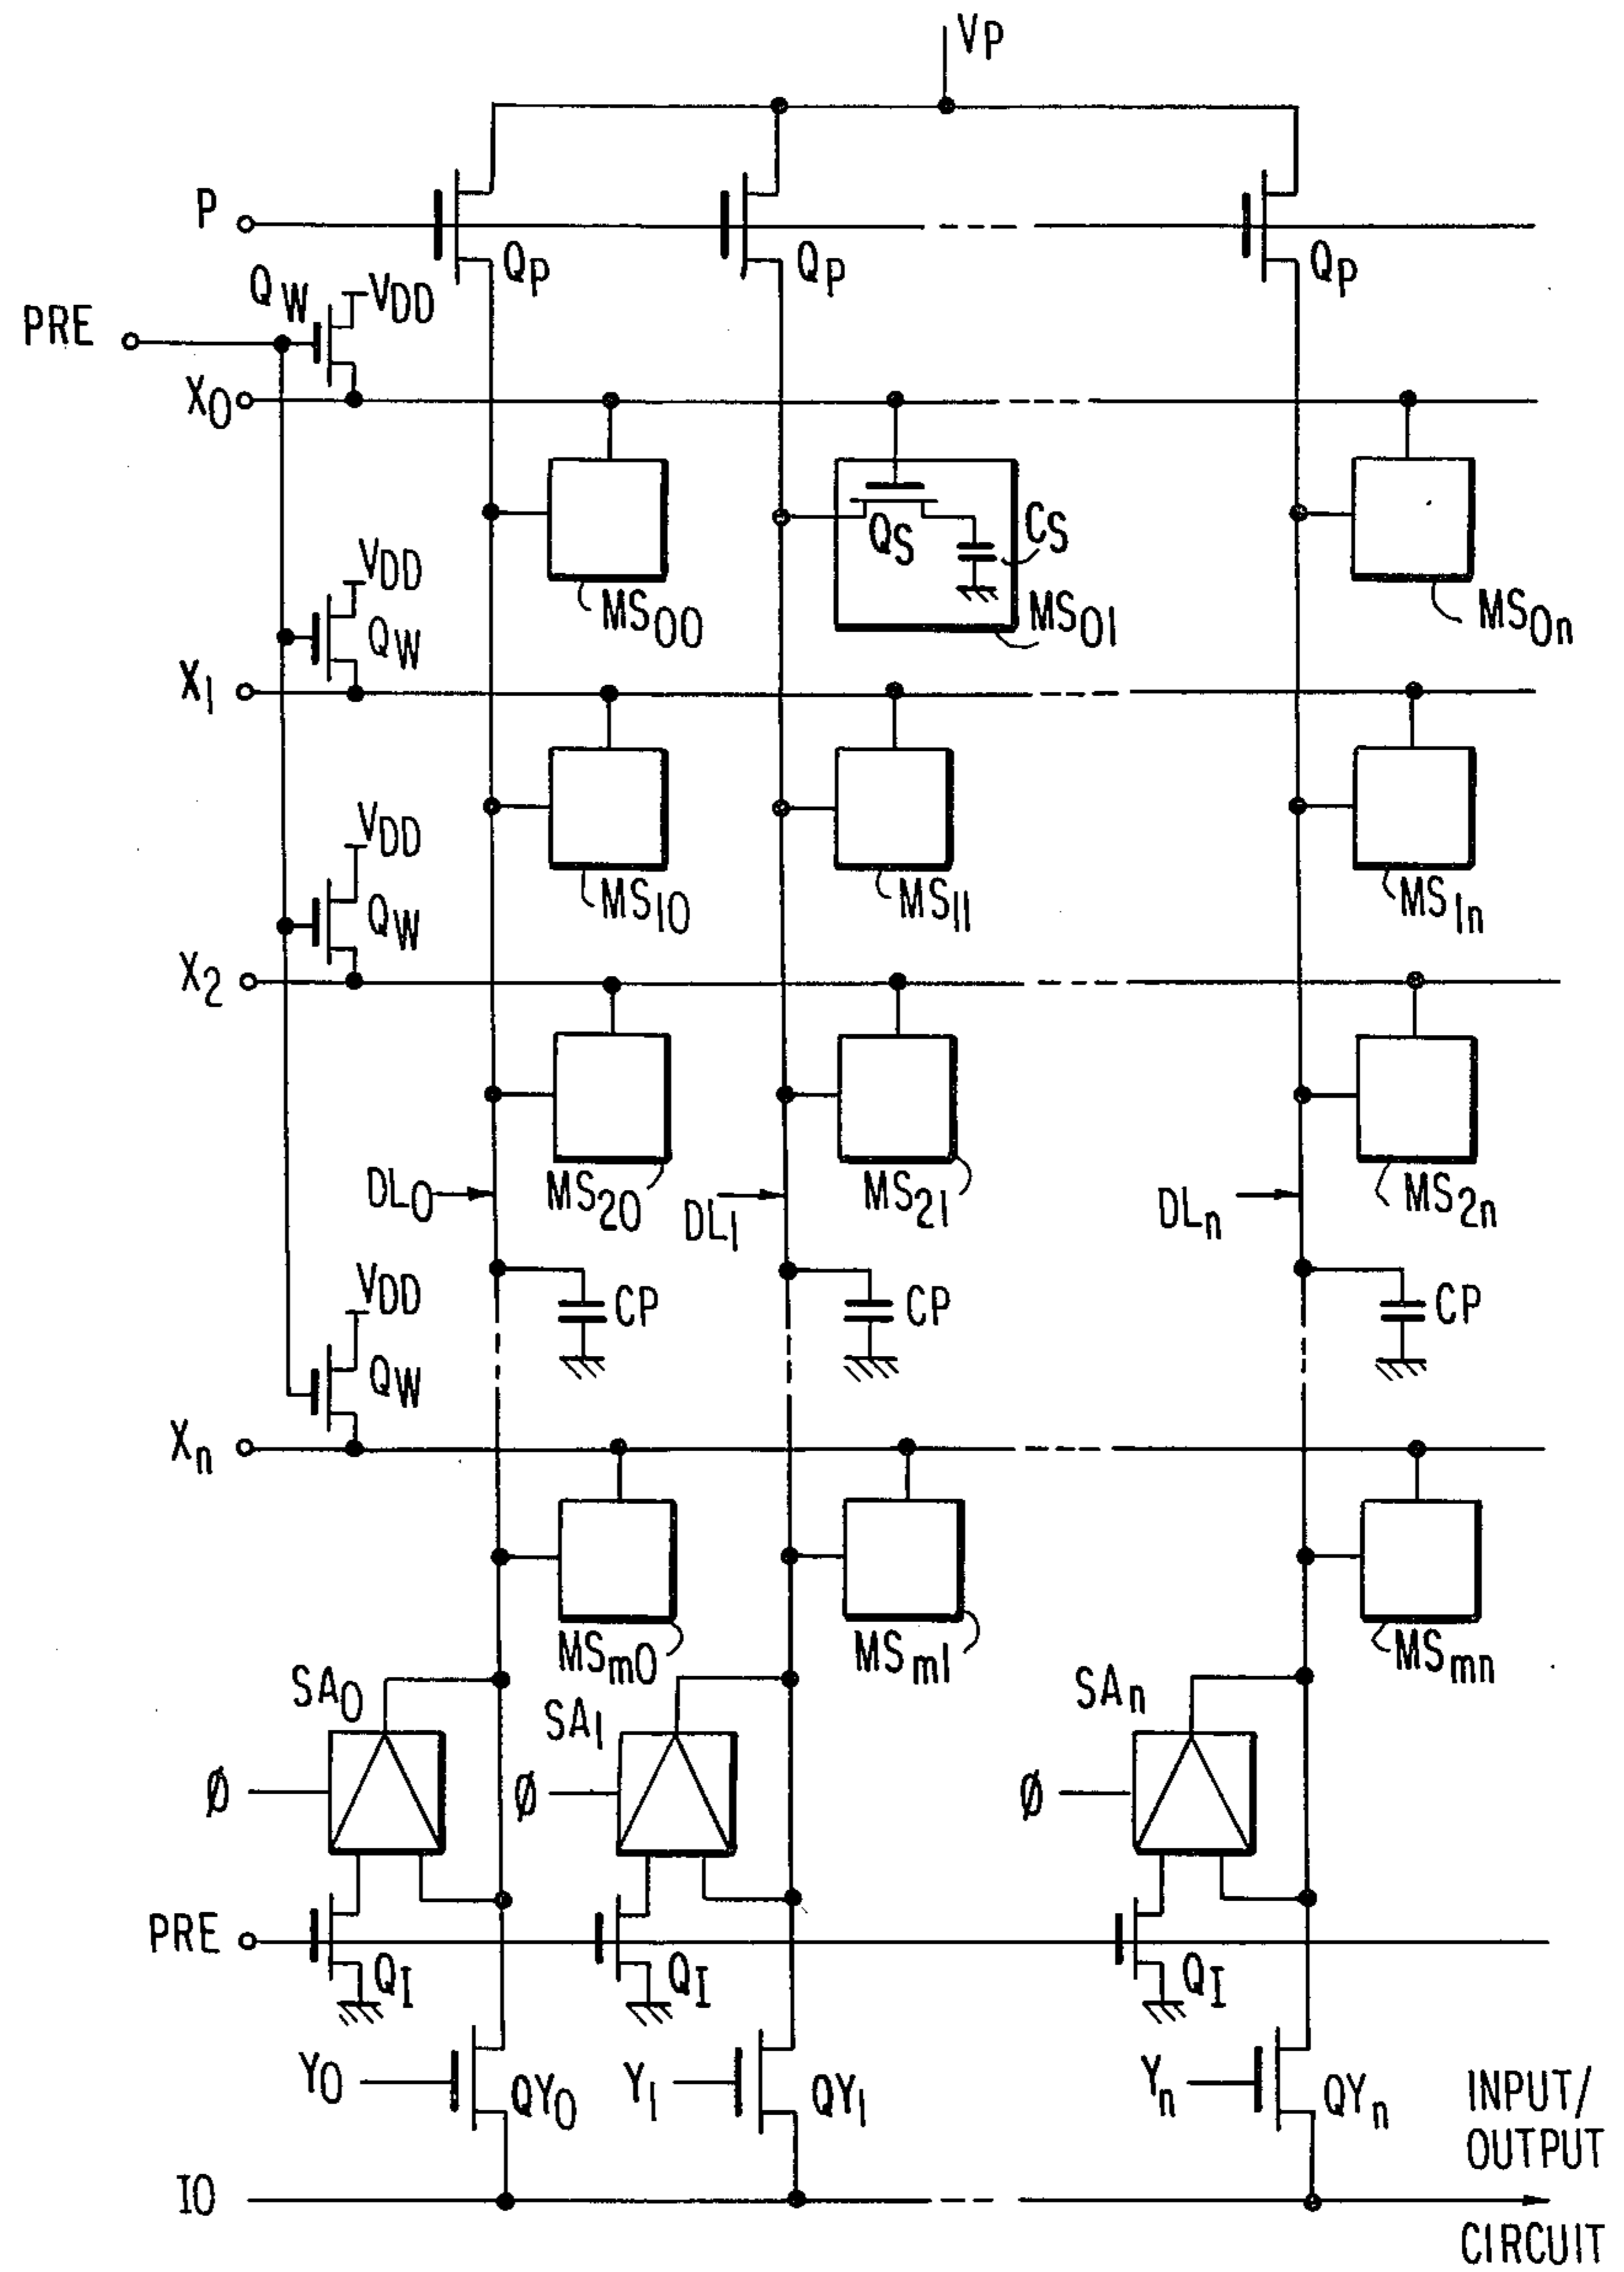 VP
P
QP QP QP
QW VDD
PRE
X0
QS CS
MS00 MS01 MS0n
VDD
QW
X1
MS10 MS11 MS1n
VDD
QW
X2
MS20 MS21 MS2n
DL0 DL1 DLn
VDD
CP CP CP
QW
Xn
MSm0 MSm1 MSmn
SA0 SA1 SAn
Ø Ø Ø
PRE
QI QI QI
Y0 QY0 Y1 QY1 Yn QYn
INPUT/
OUTPUT
IO
CIRCUIT